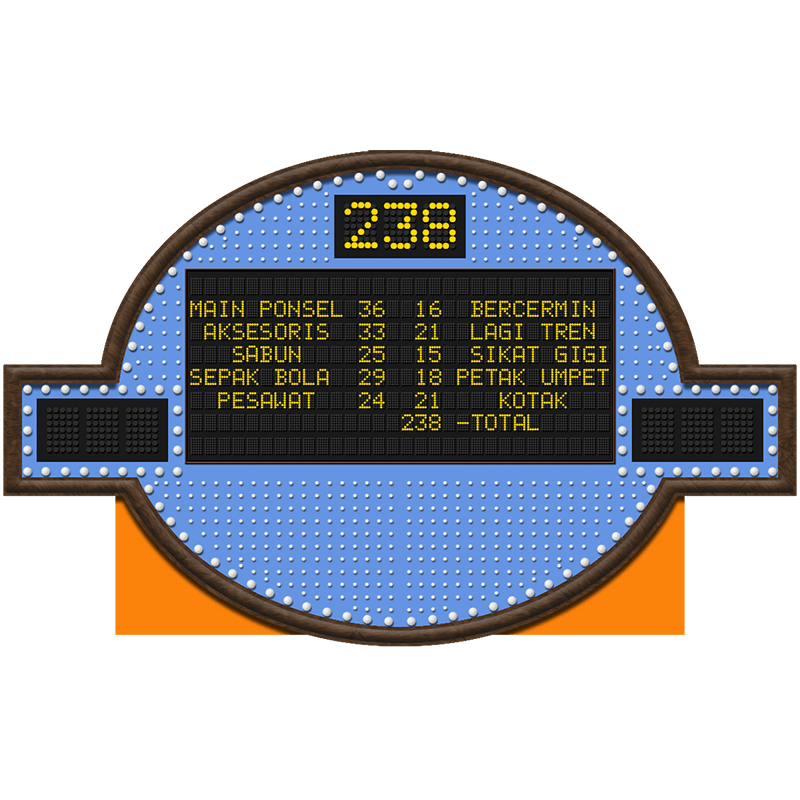 238
MAIN PONSEL 36 16 BERCERMIN
AKSESORIS 33 21 LAGI TREN
SABUN 25 15 SIKAT GIGI
SEPAK BOLA 29 18 PETAK UMPET
PESAWAT 24 21 KOTAK
238 -TOTAL